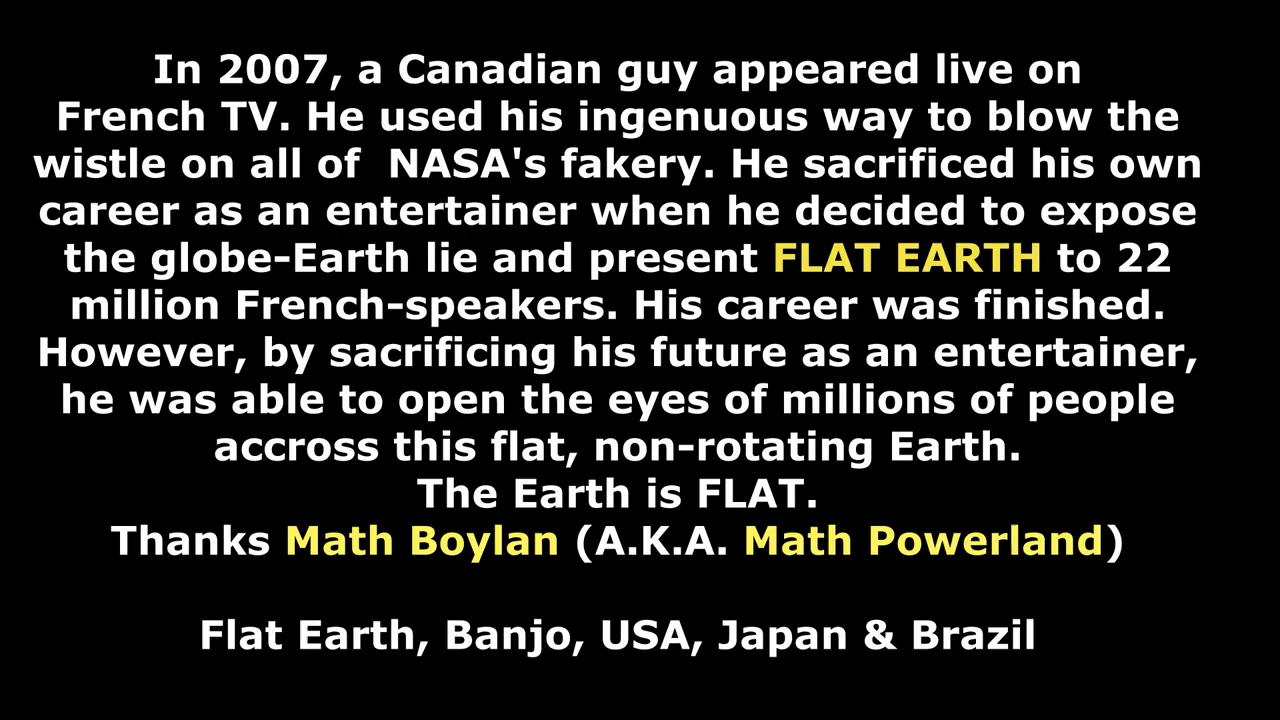 In 2007, a Canadian guy appeared live on
French TV. He used his ingenuous way to blow the
wistle on all of  NASA's fakery. He sacrificed his own
career as an entertainer when he decided to expose
the globe-Earth lie and present FLAT EARTH to 22
million French-speakers. His career was finished.
However, by sacrificing his future as an entertainer,
he was able to open the eyes of millions of people
accross this flat, non-rotating Earth.
The Earth is FLAT.
Thanks Math Boylan (A.K.A. Math Powerland)
Flat Earth, Banjo, USA, Japan & Brazil